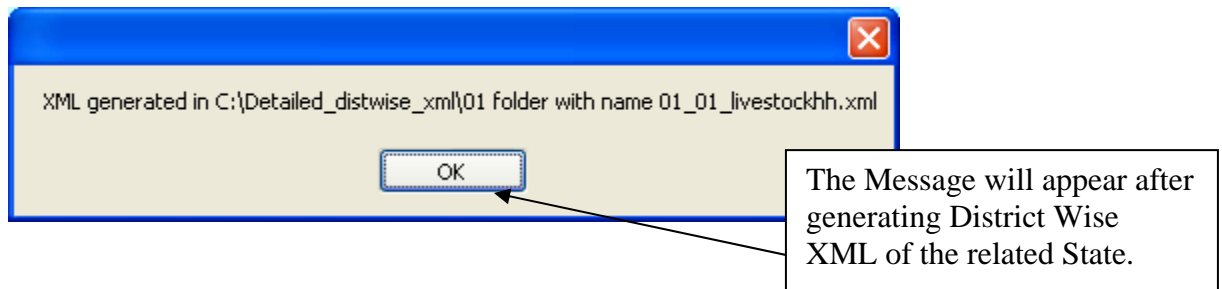 XML generated in C:\Detailed_distwise_xml\01 folder with name 01_01_livestockhh.xml
OK
The Message will appear after
generating District Wise
XML of the related State.